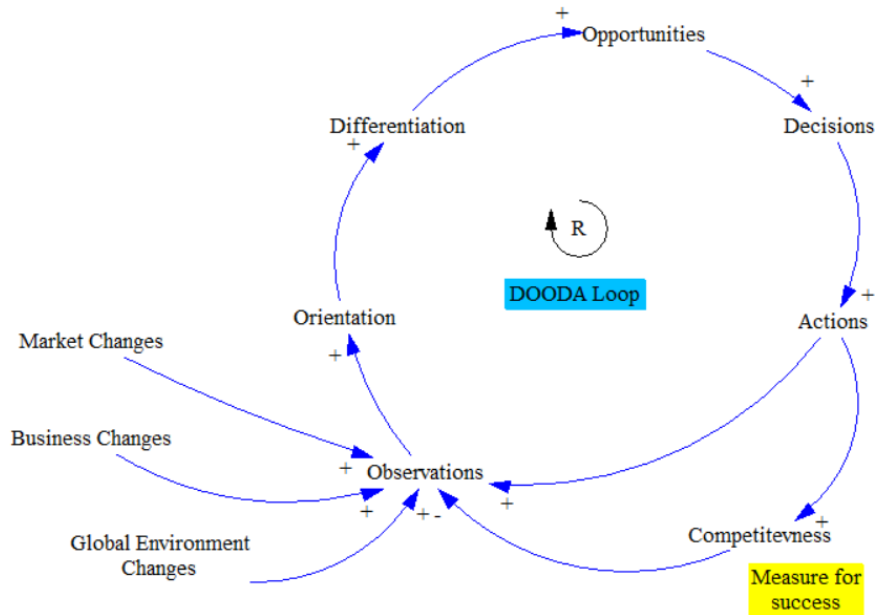 +
Opportunities
+
Differentiation
Decisions
+
R
DOODA Loop
Orientation
+
Actions
Market Changes
+
Business Changes
+
Observations
+
+ -
+
Global Environment
Changes
Competitevness
+
Measure for
success